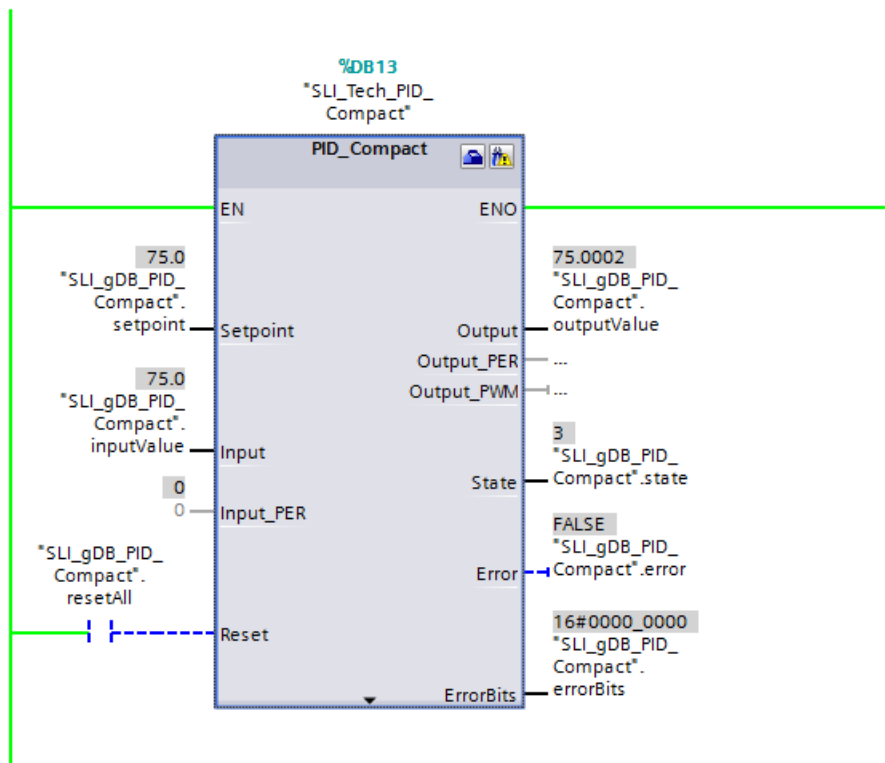 %DB13
"SLI_Tech_PID_
Compact"
PID_Compact
EN
ENO
75.0
"SLI_gDB_PID_
Compact".
setpoint
Setpoint
75.0002
"SLI_gDB_PID_
Compact".
outputValue
Output
Output_PER
...
Output_PWM
...
75.0
"SLI_gDB_PID_
Compact".
inputValue
Input
3
"SLI_gDB_PID_
Compact".state
State
0
0
Input_PER
FALSE
"SLI_gDB_PID_
Compact".error
Error
"SLI_gDB_PID_
Compact".
resetAll
Reset
16#0000_0000
"SLI_gDB_PID_
Compact".
errorBits
ErrorBits